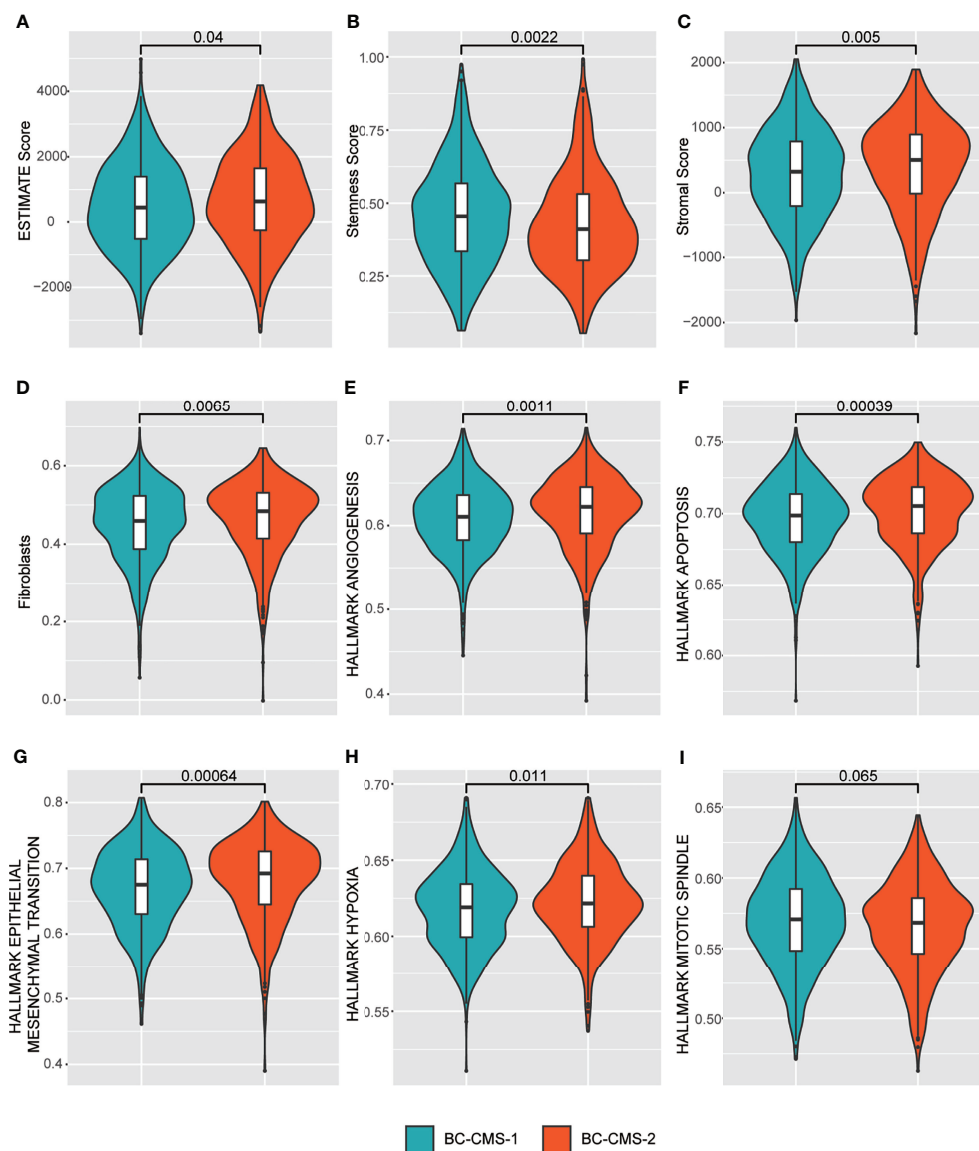 A
0.04
4000
2000
0
−2000
ESTIMATE Score
B
0.0022
1.00
0.75
0.50
0.25
Stemness Score
C
0.005
2000
1000
0
−1000
−2000
Stromal Score
D
0.0065
0.6
0.4
0.2
0.0
Fibroblasts
E
0.0011
0.7
0.6
0.5
0.4
HALLMARK ANGIOGENESIS
F
0.00039
0.75
0.70
0.65
0.60
HALLMARK APOPTOSIS
G
0.00064
0.8
0.7
0.6
0.5
0.4
HALLMARK EPITHELIAL
MESENCHYMAL TRANSITION
H
0.011
0.70
0.65
0.60
0.55
HALLMARK HYPOXIA
I
0.065
0.65
0.60
0.55
0.50
HALLMARK MITOTIC SPINDLE
BC-CMS-1 BC-CMS-2